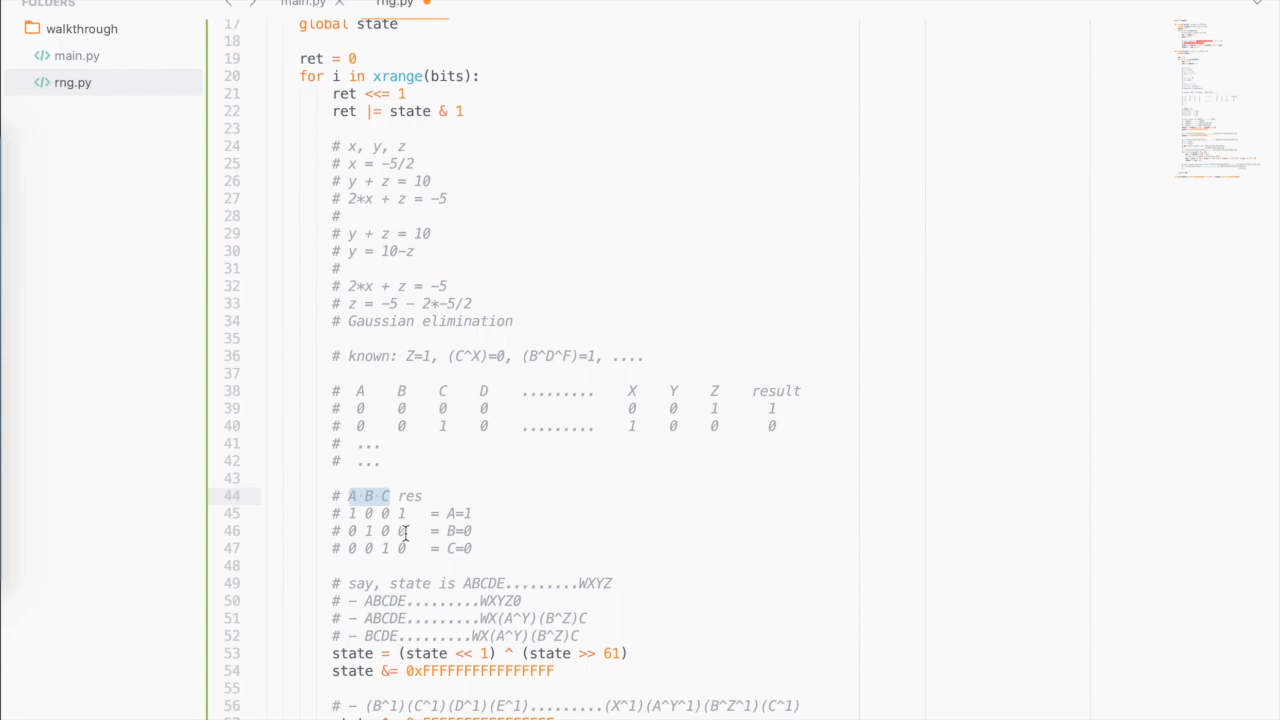 FOLDERS
walkthrough
main.py
rng.py
main.py
rng.py
17 global state
18
19 ret = 0
20 for i in xrange(bits):
21 ret <<= 1
22 ret |= state & 1
23
24 # x, y, z
25 # x = -5/2
26 # y + z = 10
27 # 2*x + z = -5
28 #
29 # y + z = 10
30 # y = 10-z
31 #
32 # 2*x + z = -5
33 # z = -5 - 2*-5/2
34 # Gaussian elimination
35
36 # known: Z=1, (C^X)=0, (B^D^F)=1, ....
37
38 # A B C D ......... X Y Z result
39 # 0 0 0 0 0 0 1 1
40 # 0 0 1 0 ......... 1 0 0 0
41 # ...
42 # ...
43
44 # A B C res
45 # 1 0 0 1 = A=1
46 # 0 1 0 0 = B=0
47 # 0 0 1 0 = C=0
48
49 # say, state is ABCDE.........WXYZ
50 # - ABCDE.........WXYZ0
51 # - ABCDE.........WX(A^Y)(B^Z)C
52 # - BCDE.........WX(A^Y)(B^Z)C
53 state = (state << 1) ^ (state >> 61)
54 state &= 0xFFFFFFFFFFFFFFFF
55
56 # - (B^1)(C^1)(D^1)(E^1).........(X^1)(A^Y^1)(B^Z^1)(C^1)